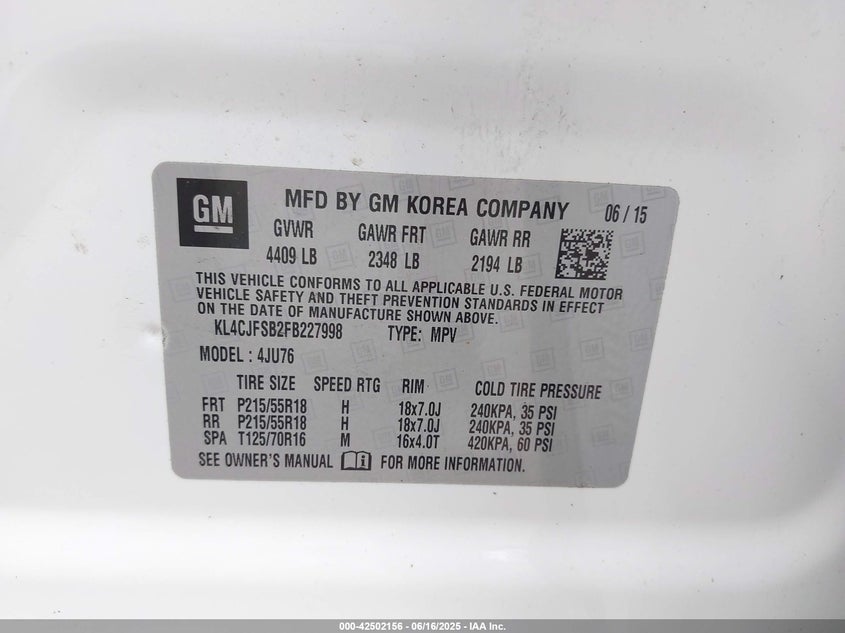 GM
MFD BY GM KOREA COMPANY 06 / 15
GVWR GAWR FRT GAWR RR
4409 LB 2348 LB 2194 LB
THIS VEHICLE CONFORMS TO ALL APPLICABLE U.S. FEDERAL MOTOR
VEHICLE SAFETY AND THEFT PREVENTION STANDARDS IN EFFECT
ON THE DATE OF MANUFACTURE SHOWN ABOVE.
KL4CJFSB2FB227998 TYPE: MPV
MODEL : 4JU76
TIRE SIZE SPEED RTG RIM COLD TIRE PRESSURE
FRT P215/55R18 H 18x7.0J 240KPA, 35 PSI
RR P215/55R18 H 18x7.0J 240KPA, 35 PSI
SPA T125/70R16 M 16x4.0T 420KPA, 60 PSI
SEE OWNER'S MANUAL FOR MORE INFORMATION.
000-42502156 - 06/16/2025 - IAA Inc.